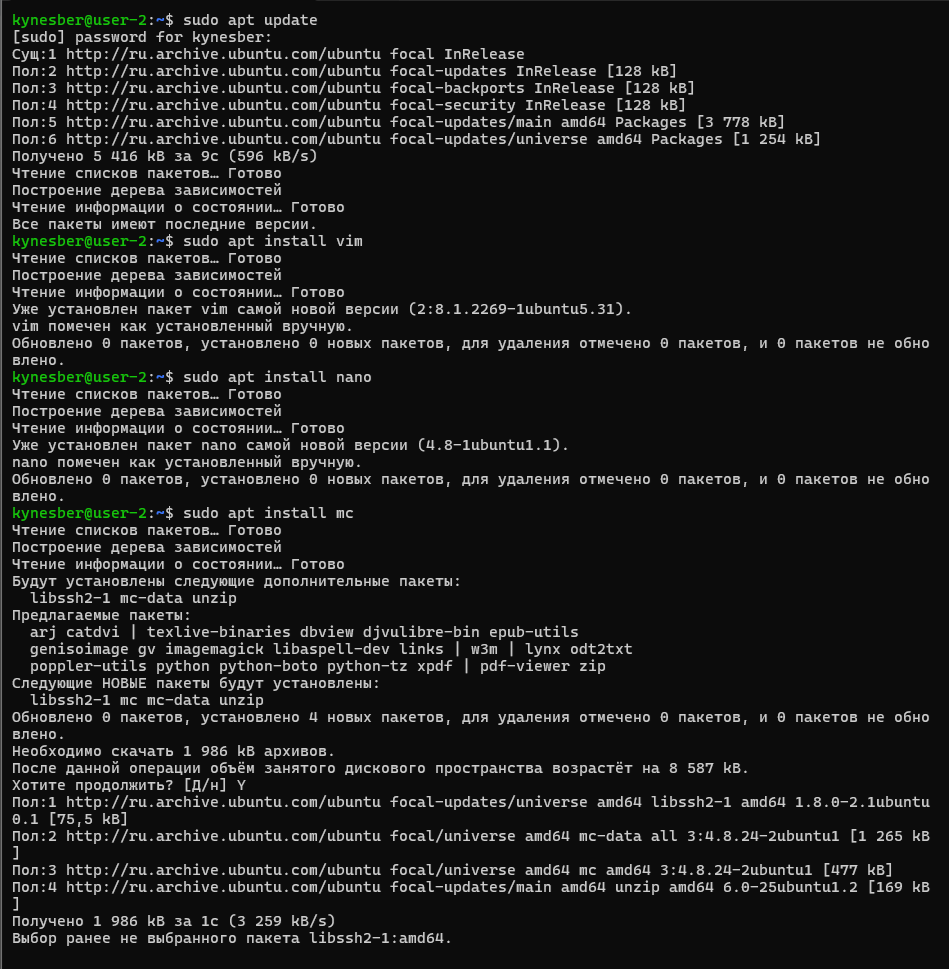 kynesber@user-2:~$ sudo apt update
[sudo] password for kynesber:
Сущ:1 http://ru.archive.ubuntu.com/ubuntu focal InRelease
Пол:2 http://ru.archive.ubuntu.com/ubuntu focal-updates InRelease [128 kB]
Пол:3 http://ru.archive.ubuntu.com/ubuntu focal-backports InRelease [128 kB]
Пол:4 http://ru.archive.ubuntu.com/ubuntu focal-security InRelease [128 kB]
Пол:5 http://ru.archive.ubuntu.com/ubuntu focal-updates/main amd64 Packages [3 778 kB]
Пол:6 http://ru.archive.ubuntu.com/ubuntu focal-updates/universe amd64 Packages [1 254 kB]
Получено 5 416 kB за 9с (596 kB/s)
Чтение списков пакетов… Готово
Построение дерева зависимостей
Чтение информации о состоянии… Готово
Все пакеты имеют последние версии.
kynesber@user-2:~$ sudo apt install vim
Чтение списков пакетов… Готово
Построение дерева зависимостей
Чтение информации о состоянии… Готово
Уже установлен пакет vim самой новой версии (2:8.1.2269-1ubuntu5.31).
vim помечен как установленный вручную.
Обновлено 0 пакетов, установлено 0 новых пакетов, для удаления отмечено 0 пакетов, и 0 пакетов не обно
влено.
kynesber@user-2:~$ sudo apt install nano
Чтение списков пакетов… Готово
Построение дерева зависимостей
Чтение информации о состоянии… Готово
Уже установлен пакет nano самой новой версии (4.8-1ubuntu1.1).
nano помечен как установленный вручную.
Обновлено 0 пакетов, установлено 0 новых пакетов, для удаления отмечено 0 пакетов, и 0 пакетов не обно
влено.
kynesber@user-2:~$ sudo apt install mc
Чтение списков пакетов… Готово
Построение дерева зависимостей
Чтение информации о состоянии… Готово
Будут установлены следующие дополнительные пакеты:
  libssh2-1 mc-data unzip
Предлагаемые пакеты:
  arj catdvi | texlive-binaries dbview djvulibre-bin epub-utils
  genisoimage gv imagemagick libaspell-dev links | w3m | lynx odt2txt
  poppler-utils python python-boto python-tz xpdf | pdf-viewer zip
Следующие НОВЫЕ пакеты будут установлены:
  libssh2-1 mc mc-data unzip
Обновлено 0 пакетов, установлено 4 новых пакетов, для удаления отмечено 0 пакетов, и 0 пакетов не обно
влено.
Необходимо скачать 1 986 kB архивов.
После данной операции объём занятого дискового пространства возрастёт на 8 587 kB.
Хотите продолжить? [Д/н] Y
Пол:1 http://ru.archive.ubuntu.com/ubuntu focal-updates/universe amd64 libssh2-1 amd64 1.8.0-2.1ubuntu
0.1 [75,5 kB]
Пол:2 http://ru.archive.ubuntu.com/ubuntu focal/universe amd64 mc-data all 3:4.8.24-2ubuntu1 [1 265 kB
]
Пол:3 http://ru.archive.ubuntu.com/ubuntu focal/universe amd64 mc amd64 3:4.8.24-2ubuntu1 [477 kB]
Пол:4 http://ru.archive.ubuntu.com/ubuntu focal-updates/main amd64 unzip amd64 6.0-25ubuntu1.2 [169 kB
]
Получено 1 986 kB за 1с (3 259 kB/s)
Выбор ранее не выбранного пакета libssh2-1:amd64.